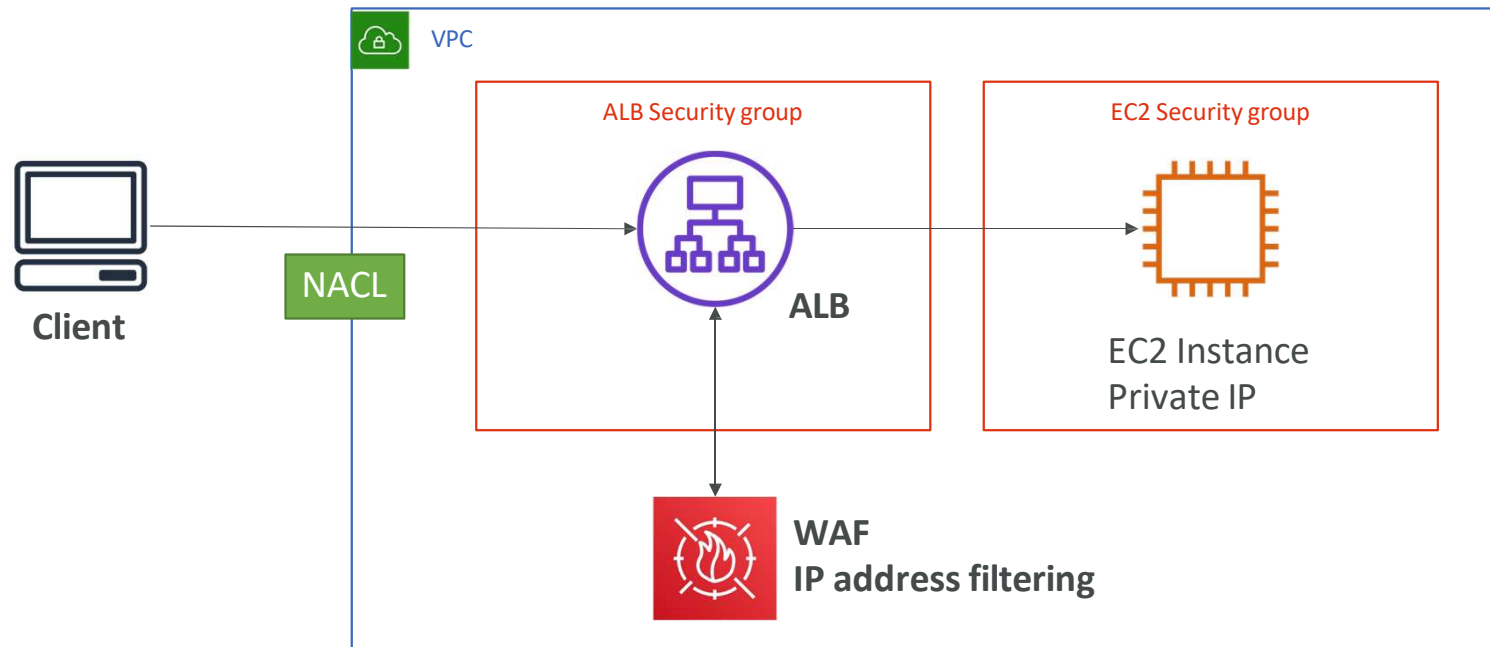 VPC
ALB Security group
EC2 Security group
NACL
Client
ALB
EC2 Instance
Private IP
WAF
IP address filtering